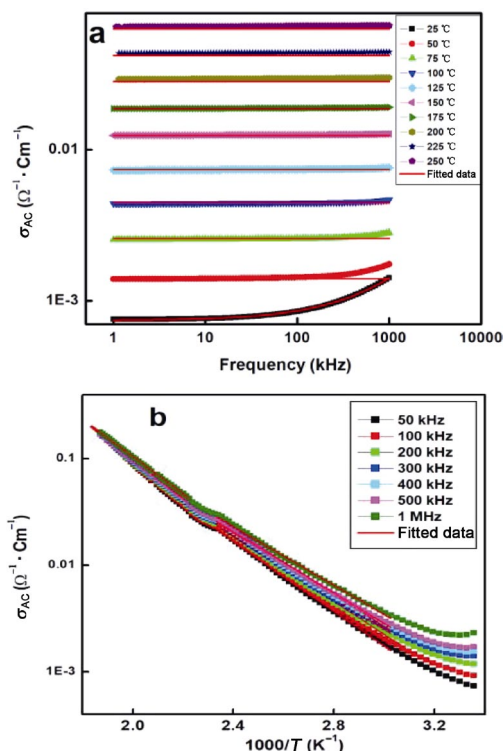 a
25 ℃
50 ℃
75 ℃
100 ℃
125 ℃
150 ℃
175 ℃
200 ℃
225 ℃
250 ℃
Fitted data
σAC (Ω⁻¹·Cm⁻¹)
0.01
1E-3
1 10 100 1000 10000
Frequency (kHz)
b
50 kHz
100 kHz
200 kHz
300 kHz
400 kHz
500 kHz
1 MHz
Fitted data
σAC (Ω⁻¹·Cm⁻¹)
0.1
0.01
1E-3
2.0 2.4 2.8 3.2
1000/T (K⁻¹)